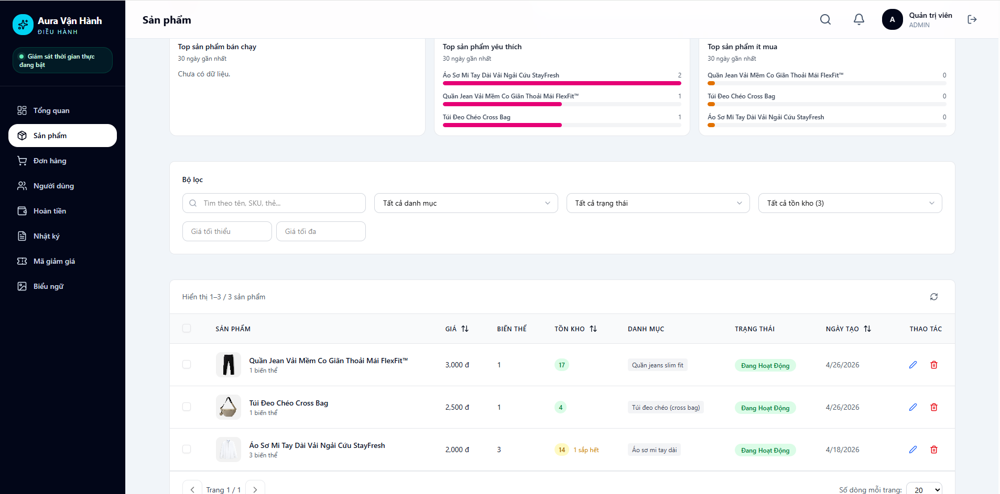 Aura Vận Hành
ĐIỀU HÀNH
Giám sát thời gian thực
đang bật
Tổng quan
Sản phẩm
Đơn hàng
Người dùng
Hoàn tiền
Nhật ký
Mã giảm giá
Biểu ngữ
Sản phẩm
A
Quản trị viên
ADMIN
Top sản phẩm bán chạy
30 ngày gần nhất
Chưa có dữ liệu.
Top sản phẩm yêu thích
30 ngày gần nhất
Áo Sơ Mi Tay Dài Vải Ngải Cứu StayFresh 2
Quần Jean Vải Mềm Co Giãn Thoải Mái FlexFit™ 1
Túi Đeo Chéo Cross Bag 1
Top sản phẩm ít mua
30 ngày gần nhất
Quần Jean Vải Mềm Co Giãn Thoải Mái FlexFit™ 0
Túi Đeo Chéo Cross Bag 0
Áo Sơ Mi Tay Dài Vải Ngải Cứu StayFresh 0
Bộ lọc
Tìm theo tên, SKU, thẻ... Tất cả danh mục Tất cả trạng thái Tất cả tồn kho (3)
Giá tối thiểu Giá tối đa
Hiển thị 1–3 / 3 sản phẩm
SẢN PHẨM GIÁ BIẾN THỂ TỒN KHO DANH MỤC TRẠNG THÁI NGÀY TẠO THAO TÁC
Quần Jean Vải Mềm Co Giãn Thoải Mái FlexFit™
1 biến thể
3,000 đ 1 17 Quần jeans slim fit Đang Hoạt Động 4/26/2026
Túi Đeo Chéo Cross Bag
1 biến thể
2,500 đ 1 4 Túi đeo chéo (cross bag) Đang Hoạt Động 4/26/2026
Áo Sơ Mi Tay Dài Vải Ngải Cứu StayFresh
3 biến thể
2,000 đ 3 14 1 sắp hết Áo sơ mi tay dài Đang Hoạt Động 4/18/2026
Trang 1 / 1 Số dòng mỗi trang: 20